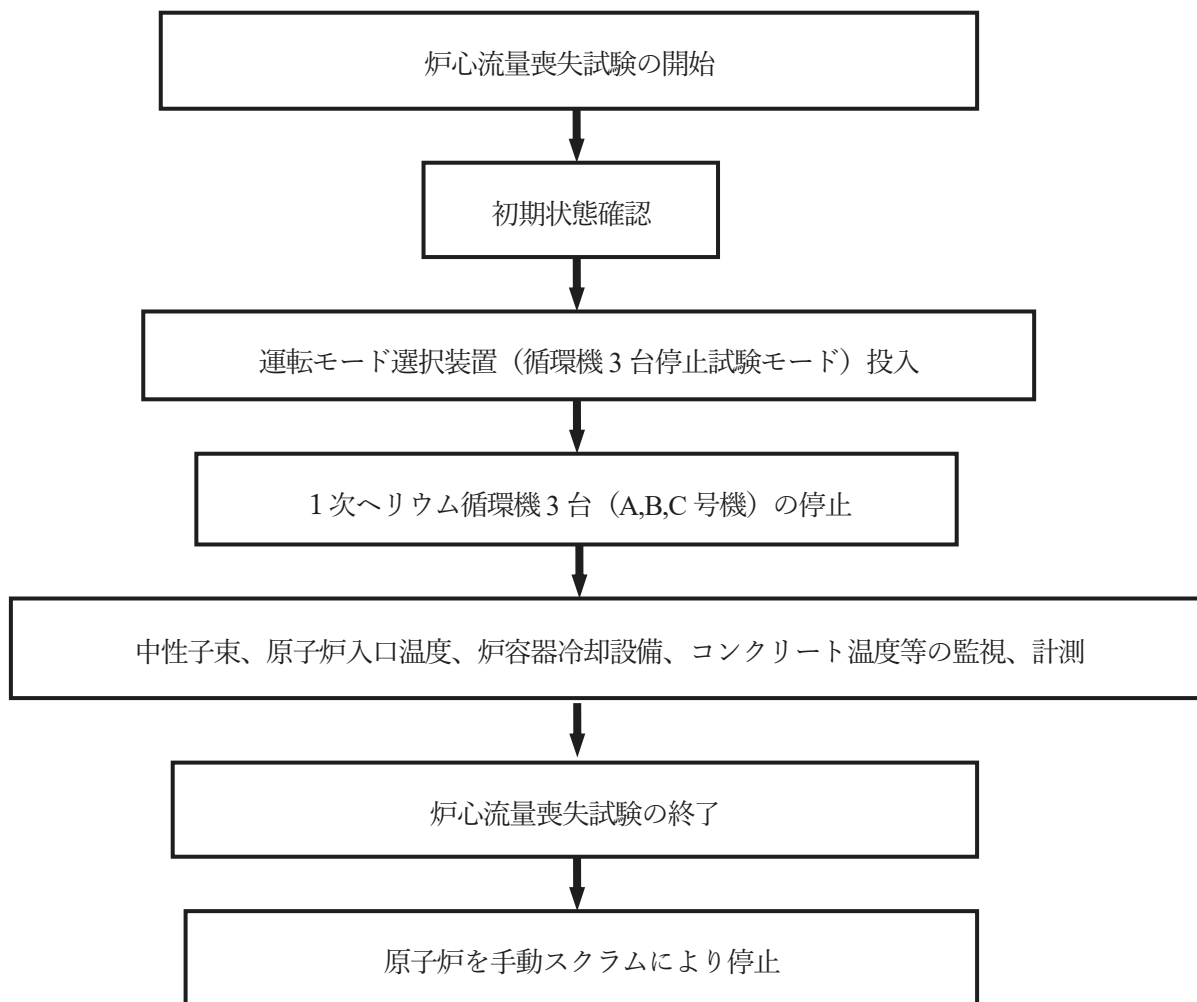 炉心流量喪失試験の開始
初期状態確認
運転モード選択装置（循環機 3 台停止試験モード）投入
1 次ヘリウム循環機 3 台（A,B,C 号機）の停止
中性子束、原子炉入口温度、炉容器冷却設備、コンクリート温度等の監視、計測
炉心流量喪失試験の終了
原子炉を手動スクラムにより停止